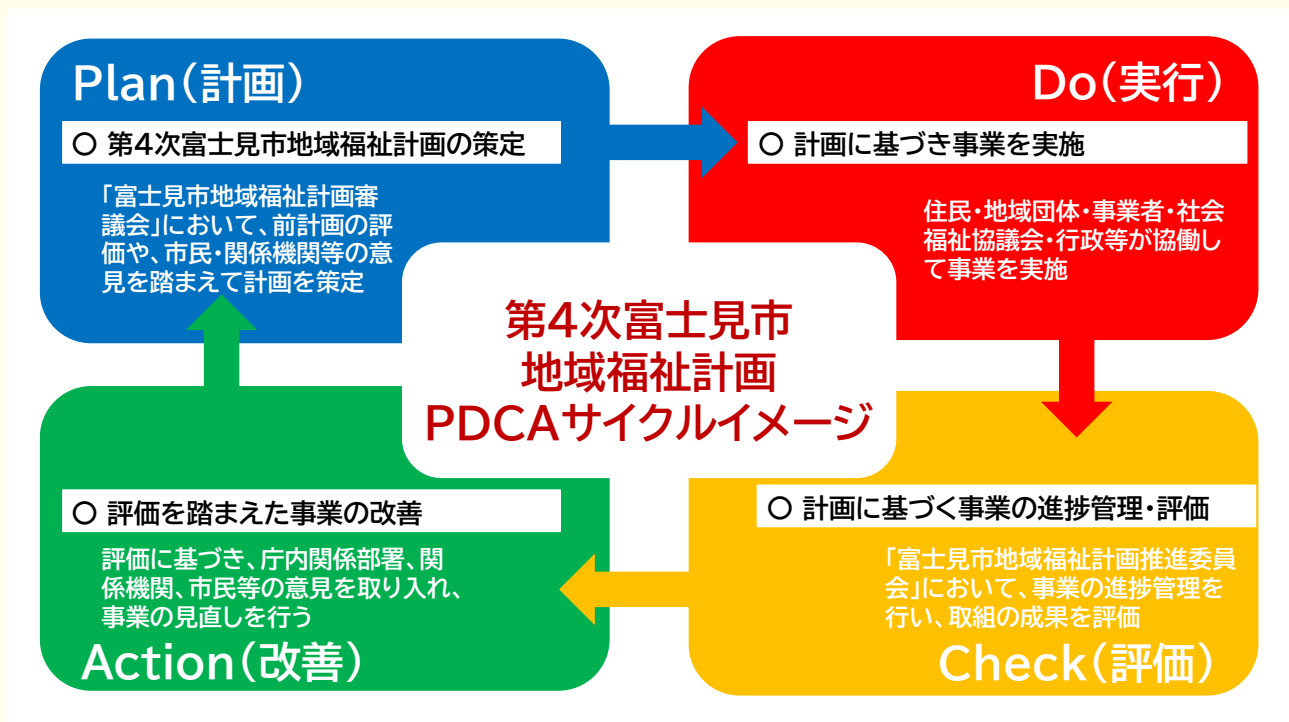 Plan(計画)
○ 第4次富士見市地域福祉計画の策定
「富士見市地域福祉計画審
議会」において、前計画の評
価や、市民・関係機関等の意
見を踏まえて計画を策定
Do(実行)
○ 計画に基づき事業を実施
住民・地域団体・事業者・社会
福祉協議会・行政等が協働し
て事業を実施
第4次富士見市
地域福祉計画
PDCAサイクルイメージ
○ 評価を踏まえた事業の改善
評価に基づき、庁内関係部署、関
係機関、市民等の意見を取り入れ、
事業の見直しを行う
Action(改善)
○ 計画に基づく事業の進捗管理・評価
「富士見市地域福祉計画推進委員
会」において、事業の進捗管理を
行い、取組の成果を評価
Check(評価)